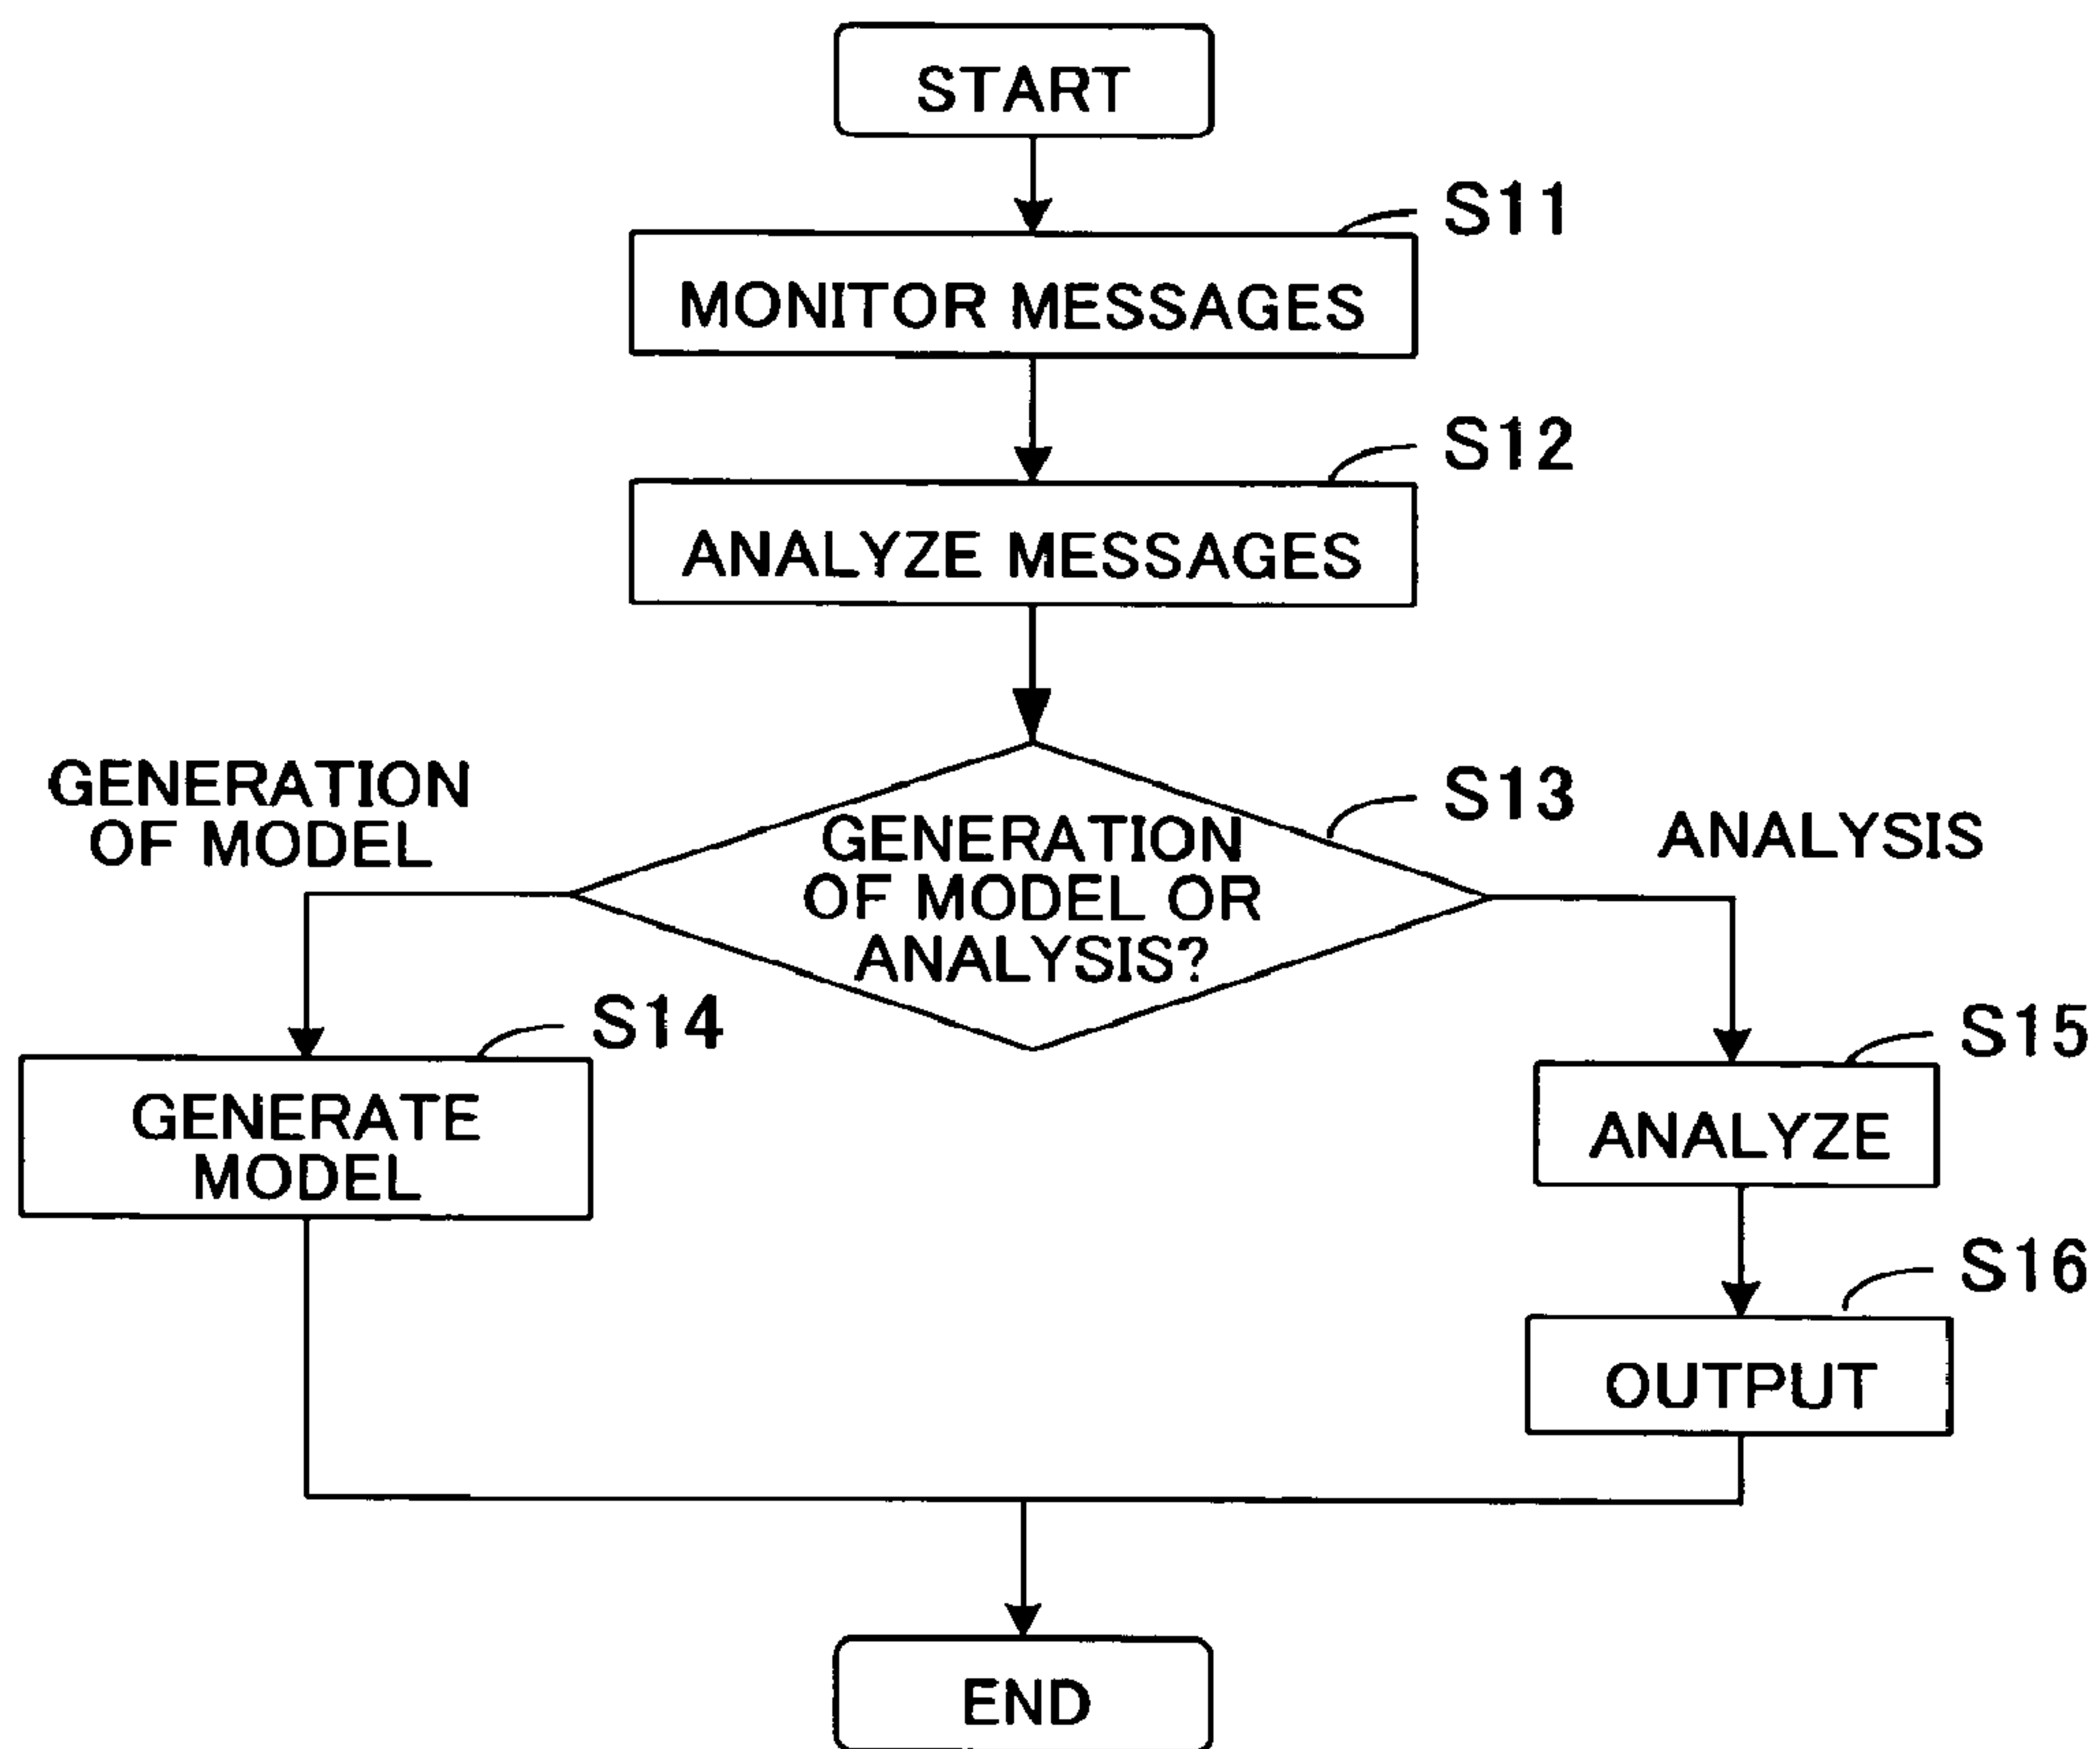 START
S11
MONITOR MESSAGES
S12
ANALYZE MESSAGES
GENERATION
OF MODEL
S13
GENERATION
OF MODEL OR
ANALYSIS?
ANALYSIS
S14
GENERATE
MODEL
S15
ANALYZE
S16
OUTPUT
END